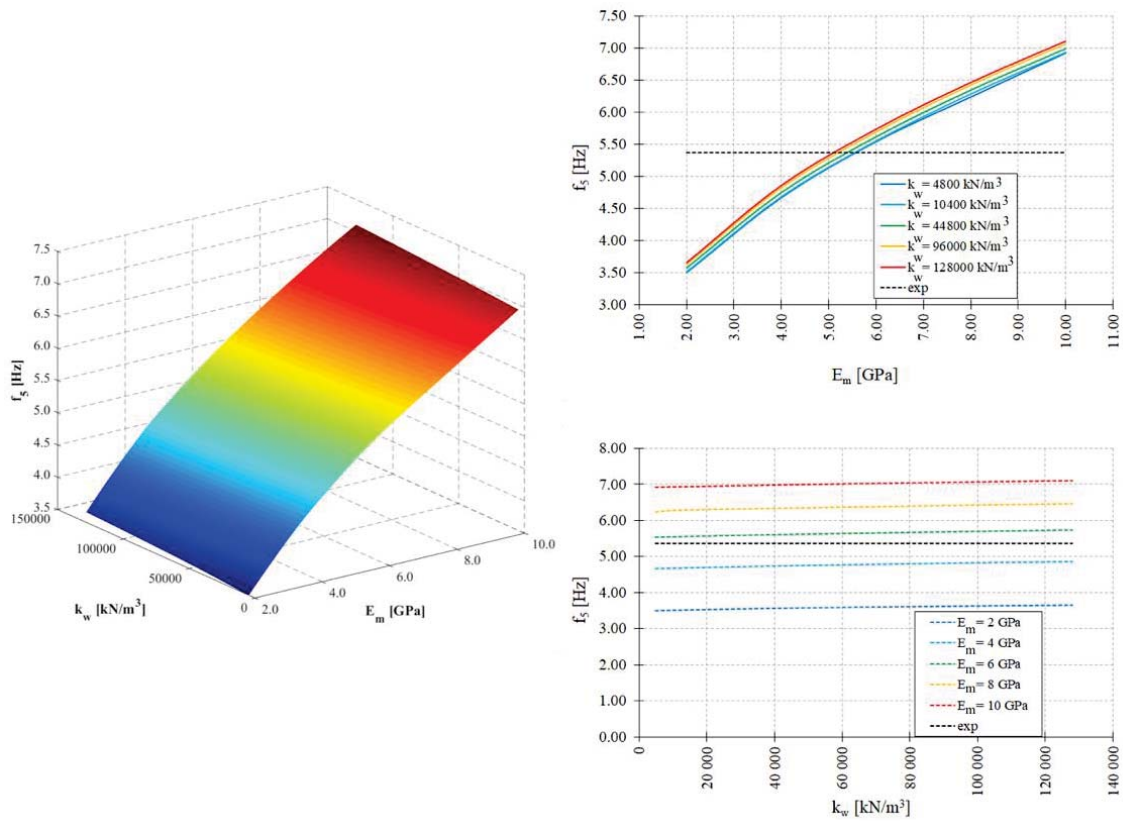 7.5
7.0
6.5
6.0
5.5
5.0
4.5
4.0
3.5
f5 [Hz]
150000
100000
50000
0
kw [kN/m³]
2.0
4.0
6.0
8.0
10.0
Em [GPa]
7.50
7.00
6.50
6.00
5.50
5.00
4.50
4.00
3.50
3.00
f5 [Hz]
kw = 4800 kN/m³
kw = 10400 kN/m³
kw = 44800 kN/m³
kw = 96000 kN/m³
kw = 128000 kN/m³
exp
1.00
2.00
3.00
4.00
5.00
6.00
7.00
8.00
9.00
10.00
11.00
Em [GPa]
8.00
7.00
6.00
5.00
4.00
3.00
2.00
1.00
0.00
f5 [Hz]
Em = 2 GPa
Em = 4 GPa
Em = 6 GPa
Em = 8 GPa
Em = 10 GPa
exp
0
20 000
40 000
60 000
80 000
100 000
120 000
140 000
kw [kN/m³]